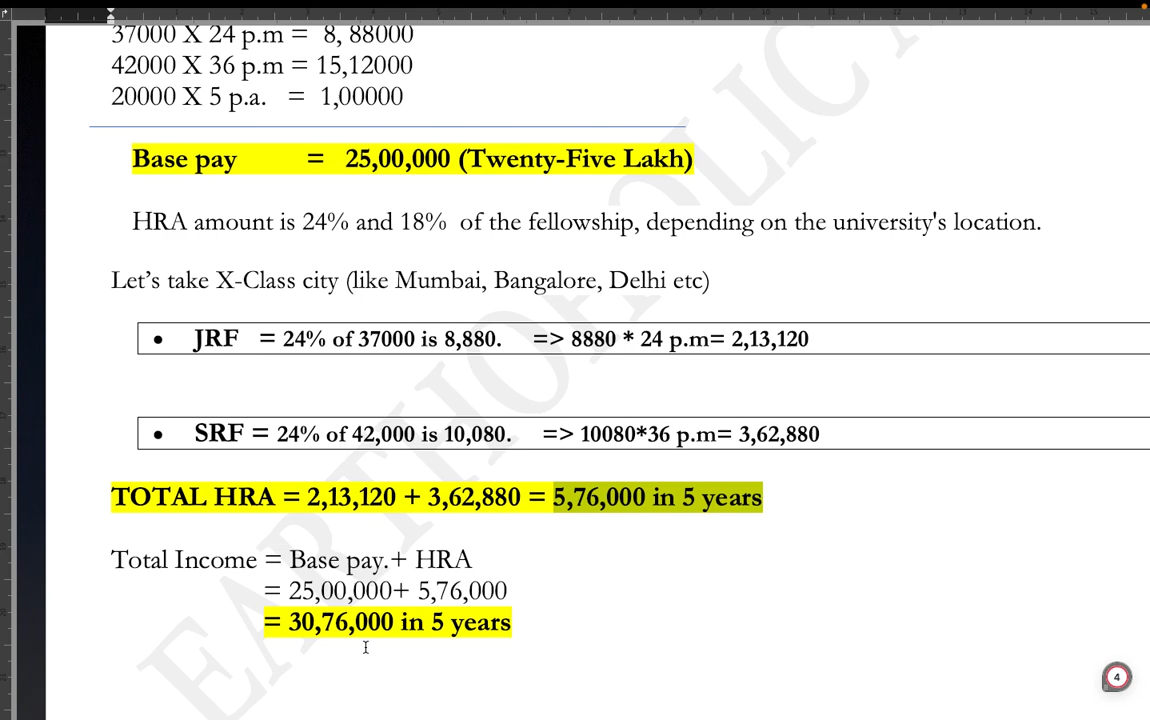 37000 X 24 p.m = 8, 88000
42000 X 36 p.m = 15,12000
20000 X 5 p.a. = 1,00000
Base pay = 25,00,000 (Twenty-Five Lakh)
HRA amount is 24% and 18% of the fellowship, depending on the university's location.
Let’s take X-Class city (like Mumbai, Bangalore, Delhi etc)
• JRF = 24% of 37000 is 8,880. => 8880 * 24 p.m= 2,13,120
• SRF = 24% of 42,000 is 10,080. => 10080*36 p.m= 3,62,880
TOTAL HRA = 2,13,120 + 3,62,880 = 5,76,000 in 5 years
Total Income = Base pay.+ HRA
= 25,00,000+ 5,76,000
= 30,76,000 in 5 years
4
EARTHOLIC